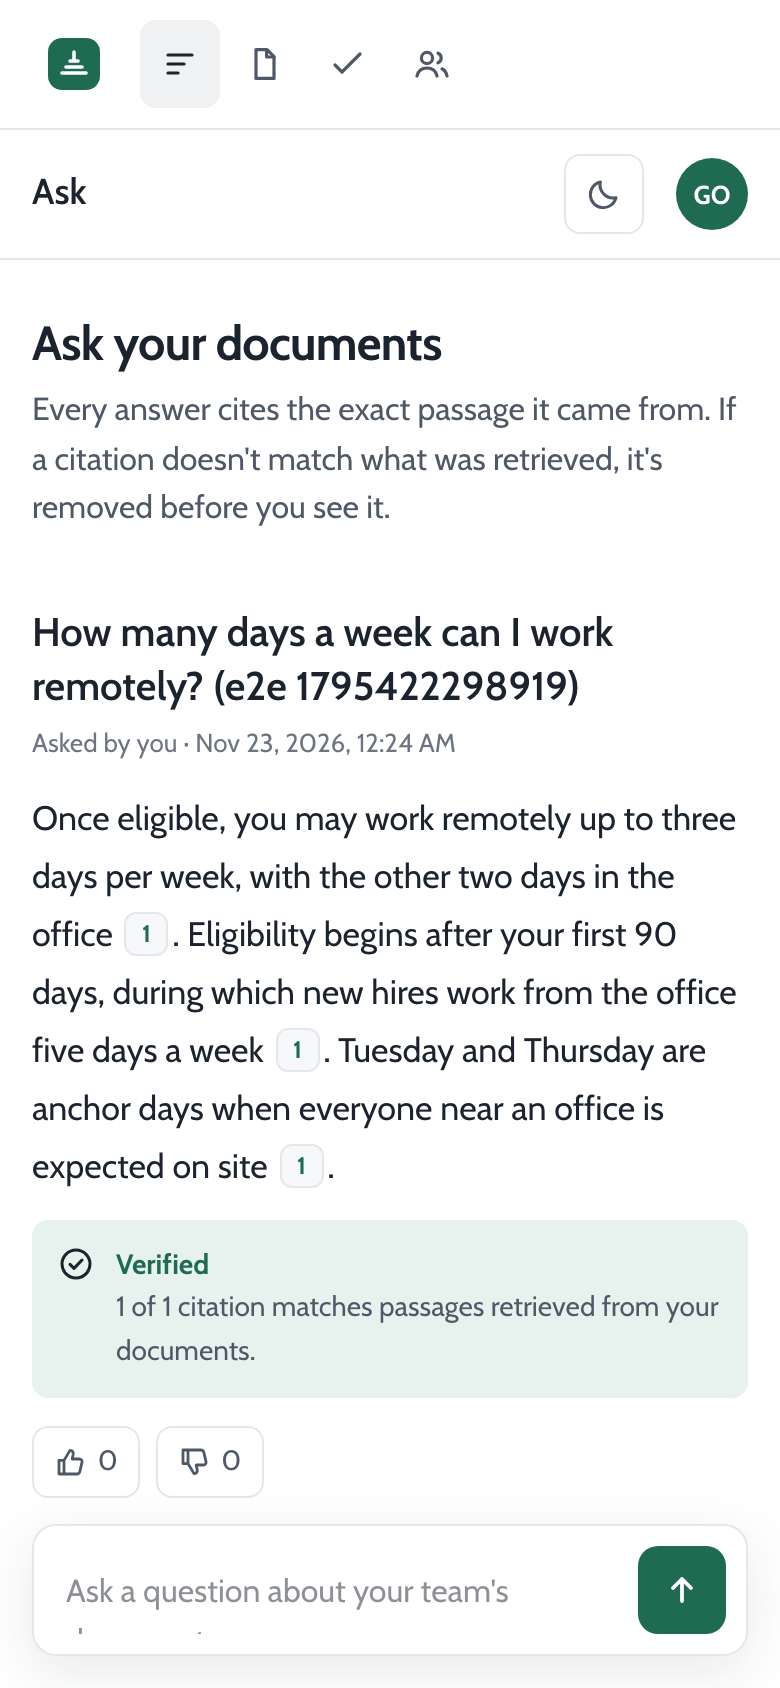 Ask
GO
Ask your documents
Every answer cites the exact passage it came from. If
a citation doesn't match what was retrieved, it's
removed before you see it.
How many days a week can I work
remotely? (e2e 1795422298919)
Asked by you · Nov 23, 2026, 12:24 AM
Once eligible, you may work remotely up to three
days per week, with the other two days in the
office 1. Eligibility begins after your first 90
days, during which new hires work from the office
five days a week 1. Tuesday and Thursday are
anchor days when everyone near an office is
expected on site 1.
Verified
1 of 1 citation matches passages retrieved from your
documents.
0 0
Ask a question about your team's